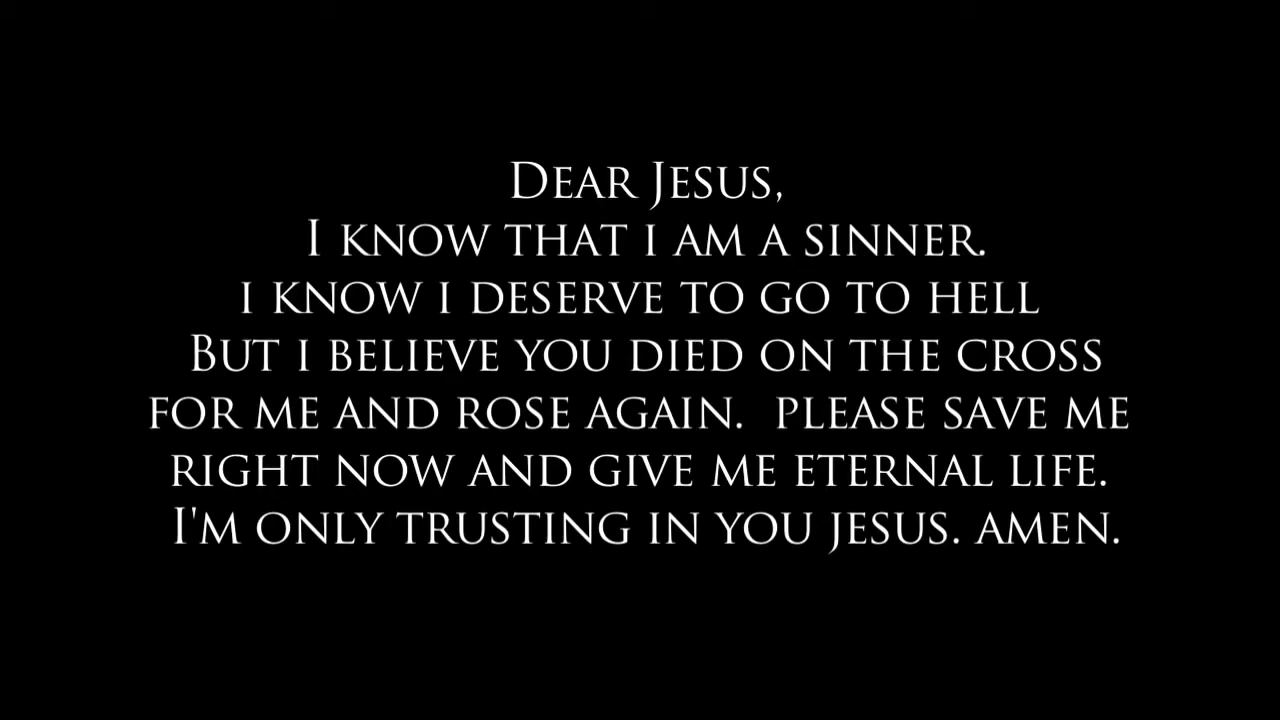 Dear Jesus,
I know that i am a sinner.
i know i deserve to go to hell
But i believe you died on the cross
for me and rose again.  please save me
right now and give me eternal life.
I'm only trusting in you jesus. amen.